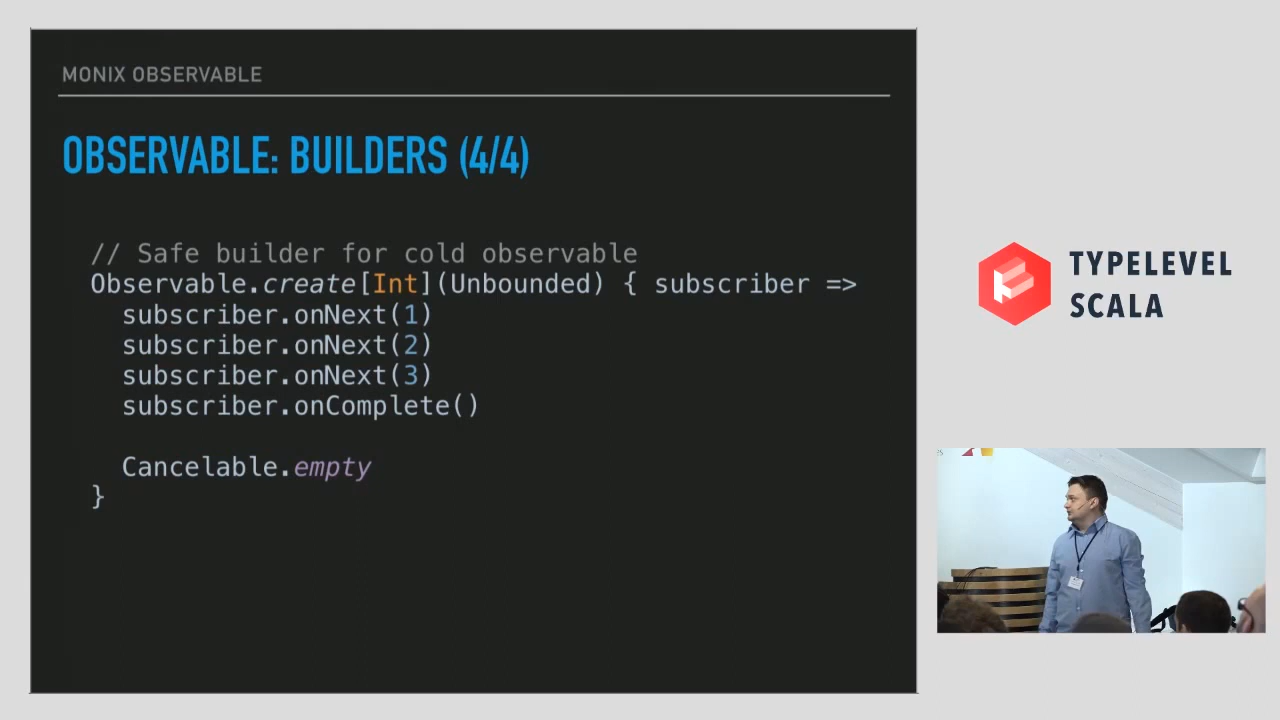 MONIX OBSERVABLE
OBSERVABLE: BUILDERS (4/4)
// Safe builder for cold observable
Observable.create[Int](Unbounded) { subscriber =>
  subscriber.onNext(1)
  subscriber.onNext(2)
  subscriber.onNext(3)
  subscriber.onComplete()
  Cancelable.empty
}
TYPELEVEL
SCALA